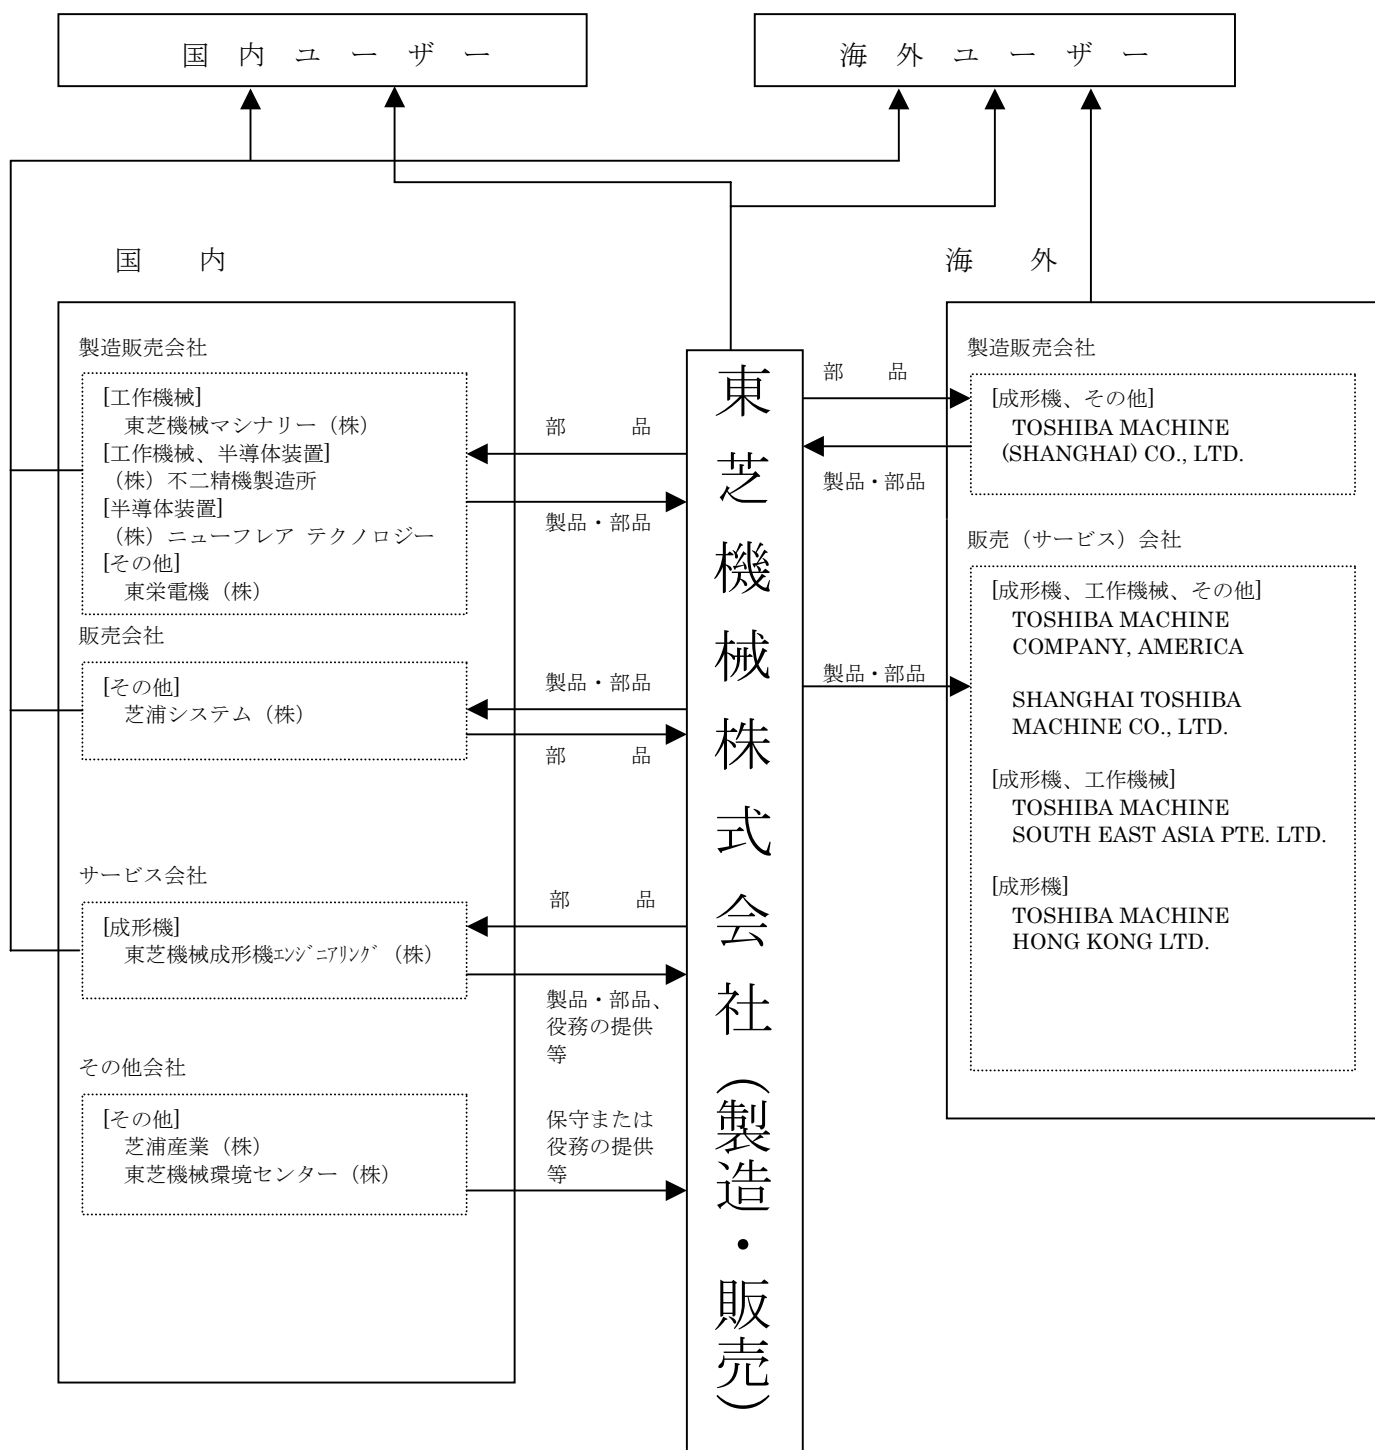 国内ユーザー
海外ユーザー
国内
海外
製造販売会社
[工作機械]
東芝機械マシナリー（株）
[工作機械、半導体装置]
（株）不二精機製造所
[半導体装置]
（株）ニューフレア テクノロジー
[その他]
東栄電機（株）
販売会社
[その他]
芝浦システム（株）
サービス会社
[成形機]
東芝機械成形機ｴﾝｼﾞﾆｱﾘﾝｸﾞ（株）
その他会社
[その他]
芝浦産業（株）
東芝機械環境センター（株）
部品
製品・部品
製品・部品
部品
部品
製品・部品、
役務の提供
等
保守または
役務の提供
等
東芝機械株式会社（製造・販売）
部品
製品・部品
製品・部品
製造販売会社
[成形機、その他]
TOSHIBA MACHINE
(SHANGHAI) CO., LTD.
販売（サービス）会社
[成形機、工作機械、その他]
TOSHIBA MACHINE
COMPANY, AMERICA
SHANGHAI TOSHIBA
MACHINE CO., LTD.
[成形機、工作機械]
TOSHIBA MACHINE
SOUTH EAST ASIA PTE. LTD.
[成形機]
TOSHIBA MACHINE
HONG KONG LTD.